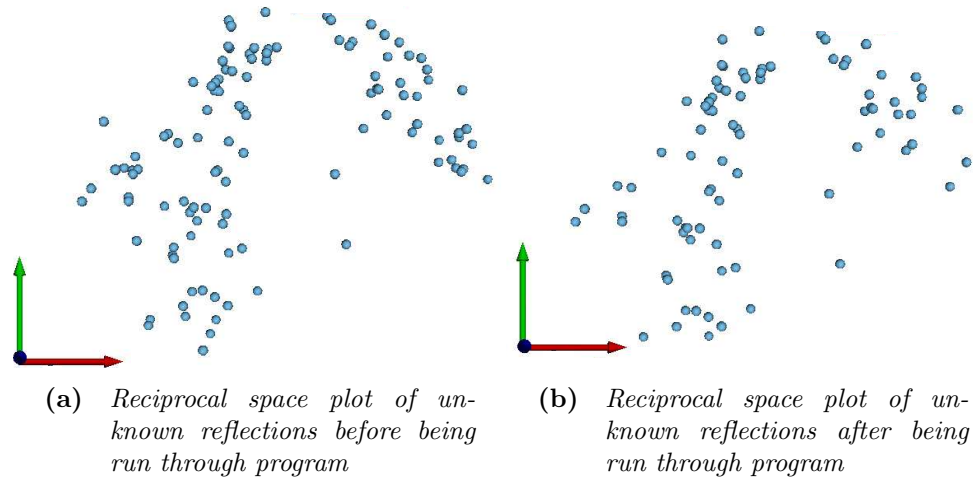 (a) Reciprocal space plot of un-
known reflections before being
run through program
(b) Reciprocal space plot of un-
known reflections after being
run through program